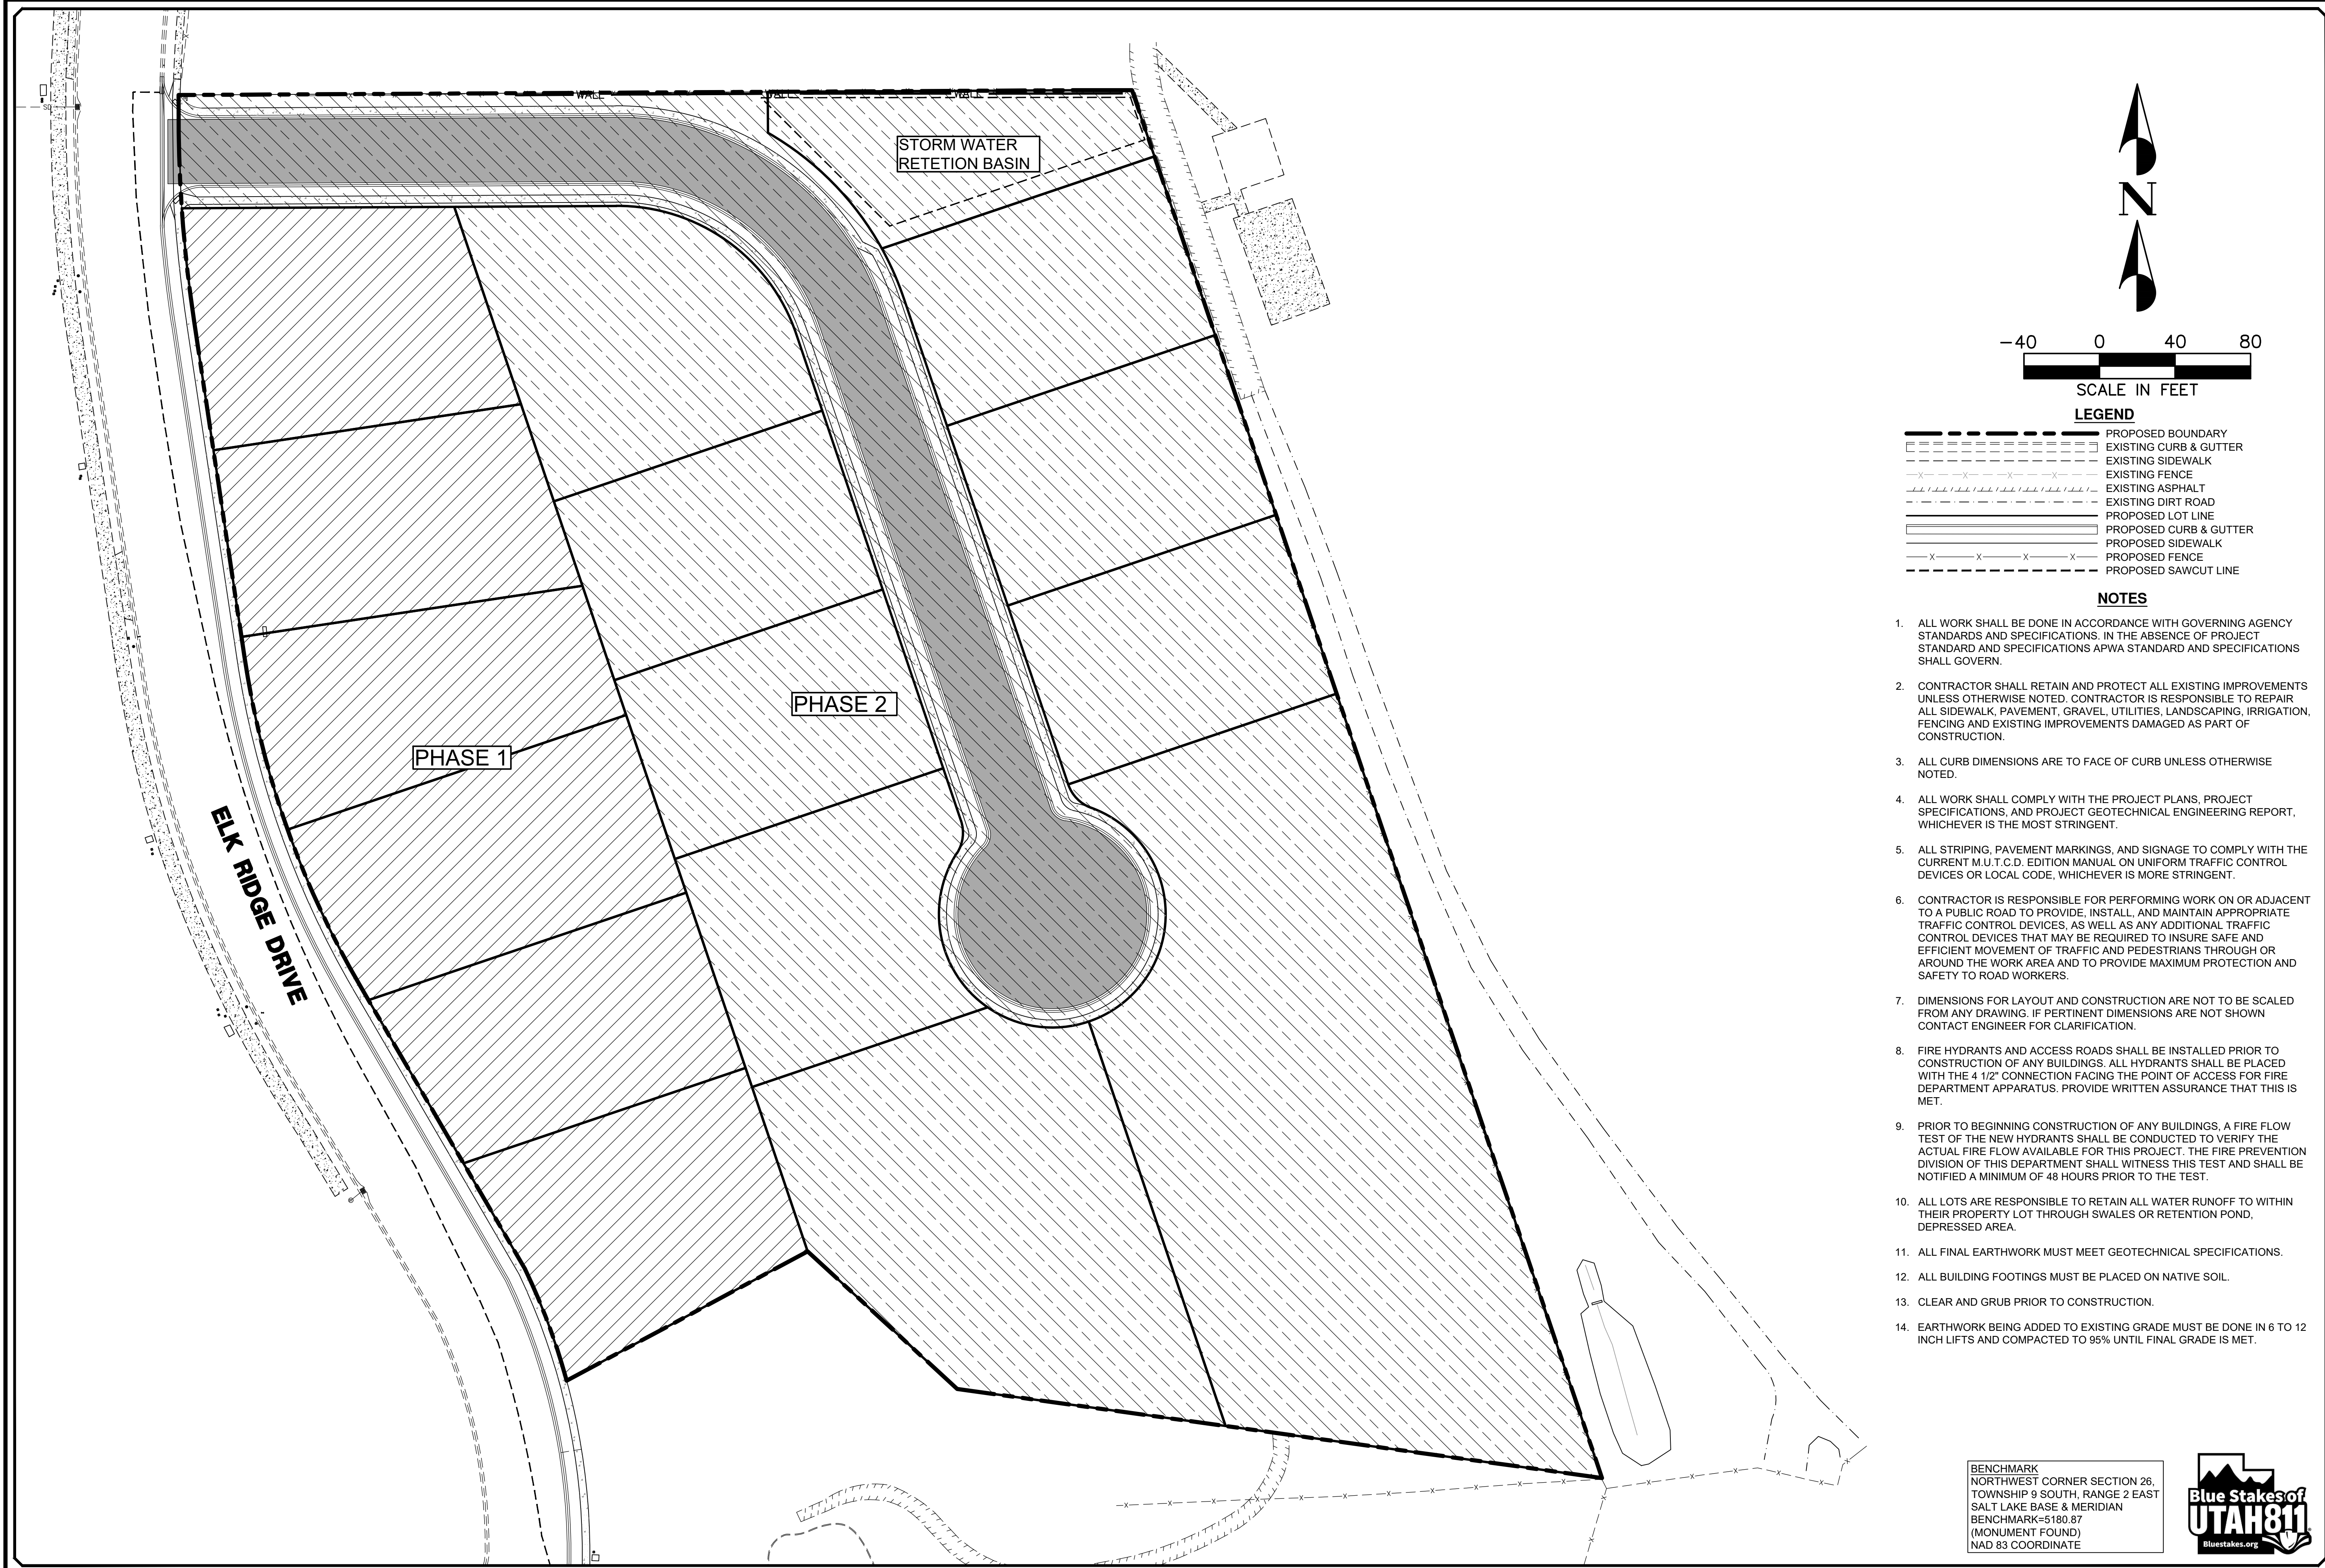 SD
WALL
WALL
WALL
STORM WATER
RETETION BASIN
PHASE 2
PHASE 1
ELK RIDGE DRIVE
N
-40 0 40 80
SCALE IN FEET
LEGEND
PROPOSED BOUNDARY
EXISTING CURB & GUTTER
EXISTING SIDEWALK
EXISTING FENCE
EXISTING ASPHALT
EXISTING DIRT ROAD
PROPOSED LOT LINE
PROPOSED CURB & GUTTER
PROPOSED SIDEWALK
PROPOSED FENCE
PROPOSED SAWCUT LINE
NOTES
1. ALL WORK SHALL BE DONE IN ACCORDANCE WITH GOVERNING AGENCY
STANDARDS AND SPECIFICATIONS. IN THE ABSENCE OF PROJECT
STANDARD AND SPECIFICATIONS APWA STANDARD AND SPECIFICATIONS
SHALL GOVERN.
2. CONTRACTOR SHALL RETAIN AND PROTECT ALL EXISTING IMPROVEMENTS
UNLESS OTHERWISE NOTED. CONTRACTOR IS RESPONSIBLE TO REPAIR
ALL SIDEWALK, PAVEMENT, GRAVEL, UTILITIES, LANDSCAPING, IRRIGATION,
FENCING AND EXISTING IMPROVEMENTS DAMAGED AS PART OF
CONSTRUCTION.
3. ALL CURB DIMENSIONS ARE TO FACE OF CURB UNLESS OTHERWISE
NOTED.
4. ALL WORK SHALL COMPLY WITH THE PROJECT PLANS, PROJECT
SPECIFICATIONS, AND PROJECT GEOTECHNICAL ENGINEERING REPORT,
WHICHEVER IS THE MOST STRINGENT.
5. ALL STRIPING, PAVEMENT MARKINGS, AND SIGNAGE TO COMPLY WITH THE
CURRENT M.U.T.C.D. EDITION MANUAL ON UNIFORM TRAFFIC CONTROL
DEVICES OR LOCAL CODE, WHICHEVER IS MORE STRINGENT.
6. CONTRACTOR IS RESPONSIBLE FOR PERFORMING WORK ON OR ADJACENT
TO A PUBLIC ROAD TO PROVIDE, INSTALL, AND MAINTAIN APPROPRIATE
TRAFFIC CONTROL DEVICES, AS WELL AS ANY ADDITIONAL TRAFFIC
CONTROL DEVICES THAT MAY BE REQUIRED TO INSURE SAFE AND
EFFICIENT MOVEMENT OF TRAFFIC AND PEDESTRIANS THROUGH OR
AROUND THE WORK AREA AND TO PROVIDE MAXIMUM PROTECTION AND
SAFETY TO ROAD WORKERS.
7. DIMENSIONS FOR LAYOUT AND CONSTRUCTION ARE NOT TO BE SCALED
FROM ANY DRAWING. IF PERTINENT DIMENSIONS ARE NOT SHOWN
CONTACT ENGINEER FOR CLARIFICATION.
8. FIRE HYDRANTS AND ACCESS ROADS SHALL BE INSTALLED PRIOR TO
CONSTRUCTION OF ANY BUILDINGS. ALL HYDRANTS SHALL BE PLACED
WITH THE 4 1/2" CONNECTION FACING THE POINT OF ACCESS FOR FIRE
DEPARTMENT APPARATUS. PROVIDE WRITTEN ASSURANCE THAT THIS IS
MET.
9. PRIOR TO BEGINNING CONSTRUCTION OF ANY BUILDINGS, A FIRE FLOW
TEST OF THE NEW HYDRANTS SHALL BE CONDUCTED TO VERIFY THE
ACTUAL FIRE FLOW AVAILABLE FOR THIS PROJECT. THE FIRE PREVENTION
DIVISION OF THIS DEPARTMENT SHALL WITNESS THIS TEST AND SHALL BE
NOTIFIED A MINIMUM OF 48 HOURS PRIOR TO THE TEST.
10. ALL LOTS ARE RESPONSIBLE TO RETAIN ALL WATER RUNOFF TO WITHIN
THEIR PROPERTY LOT THROUGH SWALES OR RETENTION POND,
DEPRESSED AREA.
11. ALL FINAL EARTHWORK MUST MEET GEOTECHNICAL SPECIFICATIONS.
12. ALL BUILDING FOOTINGS MUST BE PLACED ON NATIVE SOIL.
13. CLEAR AND GRUB PRIOR TO CONSTRUCTION.
14. EARTHWORK BEING ADDED TO EXISTING GRADE MUST BE DONE IN 6 TO 12
INCH LIFTS AND COMPACTED TO 95% UNTIL FINAL GRADE IS MET.
BENCHMARK
NORTHWEST CORNER SECTION 26,
TOWNSHIP 9 SOUTH, RANGE 2 EAST
SALT LAKE BASE & MERIDIAN
BENCHMARK=5180.87
(MONUMENT FOUND)
NAD 83 COORDINATE
Blue Stakes of
UTAH811
Bluestakes.org